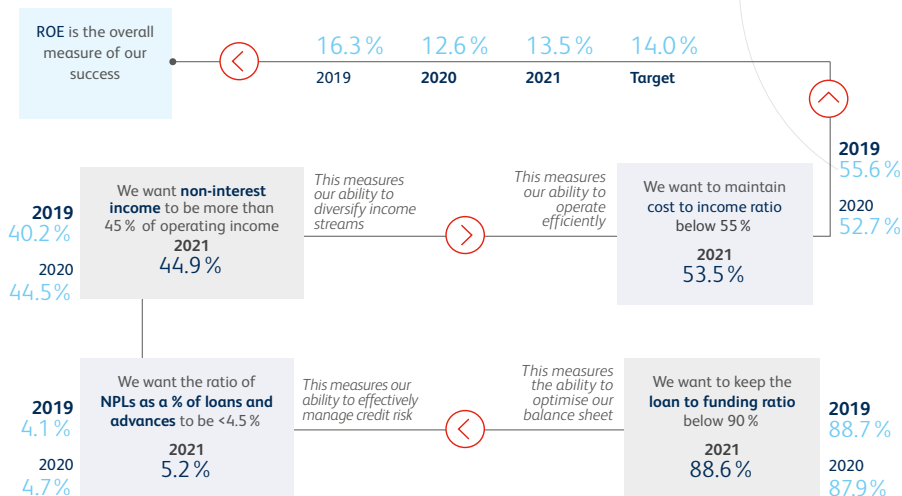 ROE is the overall
measure of our
success
16.3 % 12.6 % 13.5 % 14.0 %
2019 2020 2021 Target
2019
55.6 %
2020
52.7 %
We want non-interest
income to be more than
45 % of operating income
2021
44.9 %
2019
40.2 %
2020
44.5 %
This measures
our ability to
diversify income
streams
This measures
our ability to
operate
efficiently
We want to maintain
cost to income ratio
below 55 %
2021
53.5 %
We want the ratio of
NPLs as a % of loans and
advances to be <4.5 %
2021
5.2 %
2019
4.1 %
2020
4.7 %
This measures our
ability to effectively
manage credit risk
This measures
the ability to
optimise our
balance sheet
We want to keep the
loan to funding ratio
below 90 %
2021
88.6 %
2019
88.7 %
2020
87.9 %